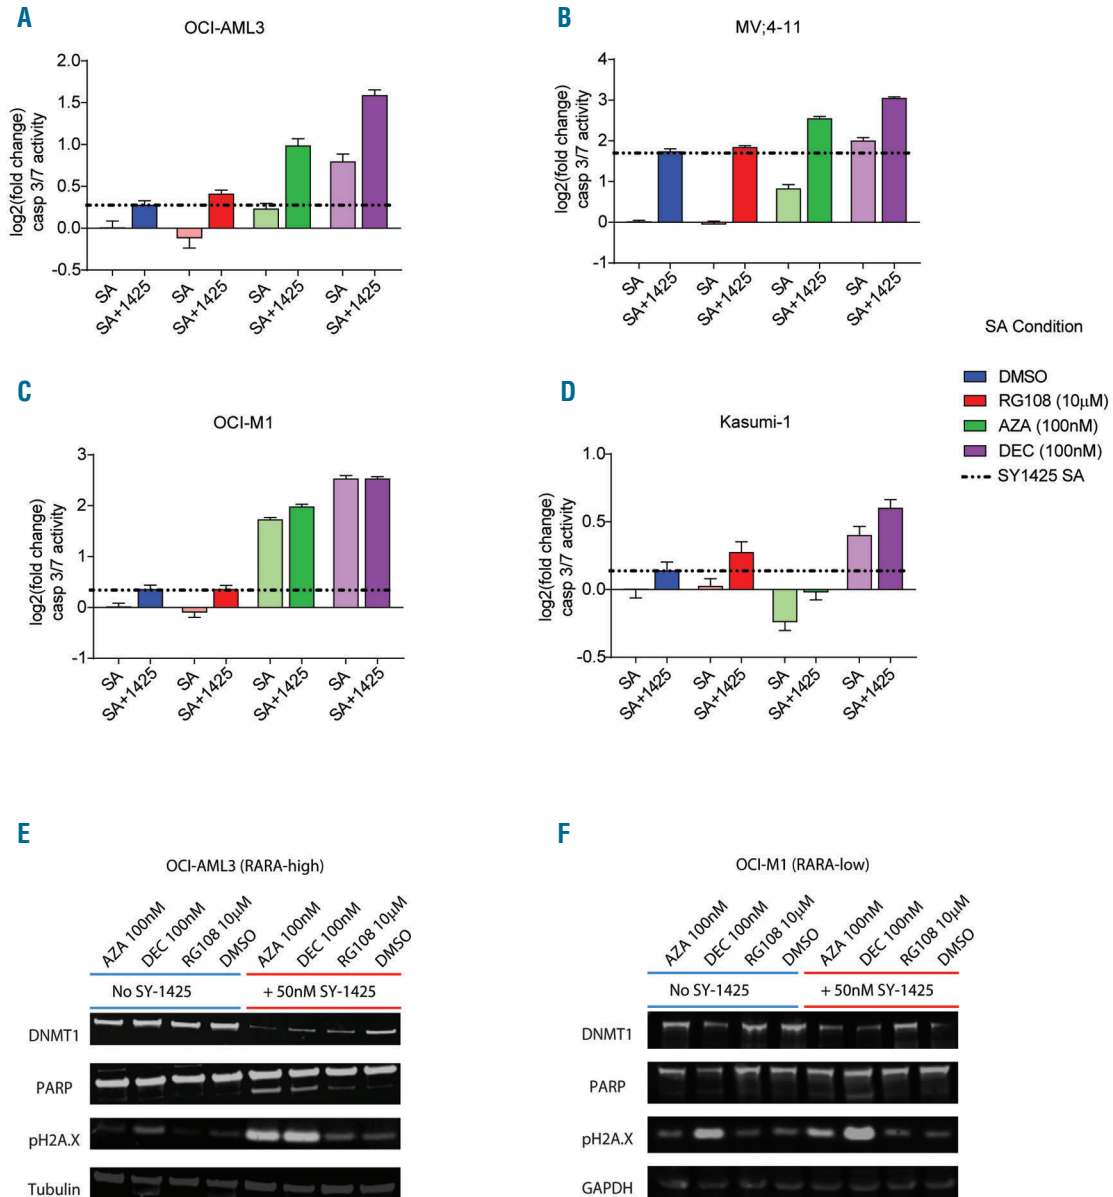 A
OCI-AML3
log2(fold change)
casp 3/7 activity
2.0
1.5
1.0
0.5
0.0
-0.5
SA
SA+1425
SA
SA+1425
SA
SA+1425
SA
SA+1425
B
MV;4-11
log2(fold change)
casp 3/7 activity
4
3
2
1
0
-1
SA
SA+1425
SA
SA+1425
SA
SA+1425
SA
SA+1425
SA Condition
DMSO
RG108 (10μM)
AZA (100nM)
DEC (100nM)
SY1425 SA
C
OCI-M1
log2(fold change)
casp 3/7 activity
3
2
1
0
-1
SA
SA+1425
SA
SA+1425
SA
SA+1425
SA
SA+1425
D
Kasumi-1
log2(fold change)
casp 3/7 activity
1.0
0.5
0.0
-0.5
SA
SA+1425
SA
SA+1425
SA
SA+1425
SA
SA+1425
E
OCI-AML3 (RARA-high)
AZA 100nM
DEC 100nM
RG108 10μM
DMSO
AZA 100nM
DEC 100nM
RG108 10μM
DMSO
No SY-1425
+ 50nM SY-1425
DNMT1
PARP
pH2A.X
Tubulin
F
OCI-M1 (RARA-low)
AZA 100nM
DEC 100nM
RG108 10μM
DMSO
AZA 100nM
DEC 100nM
RG108 10μM
DMSO
No SY-1425
+ 50nM SY-1425
DNMT1
PARP
pH2A.X
GAPDH